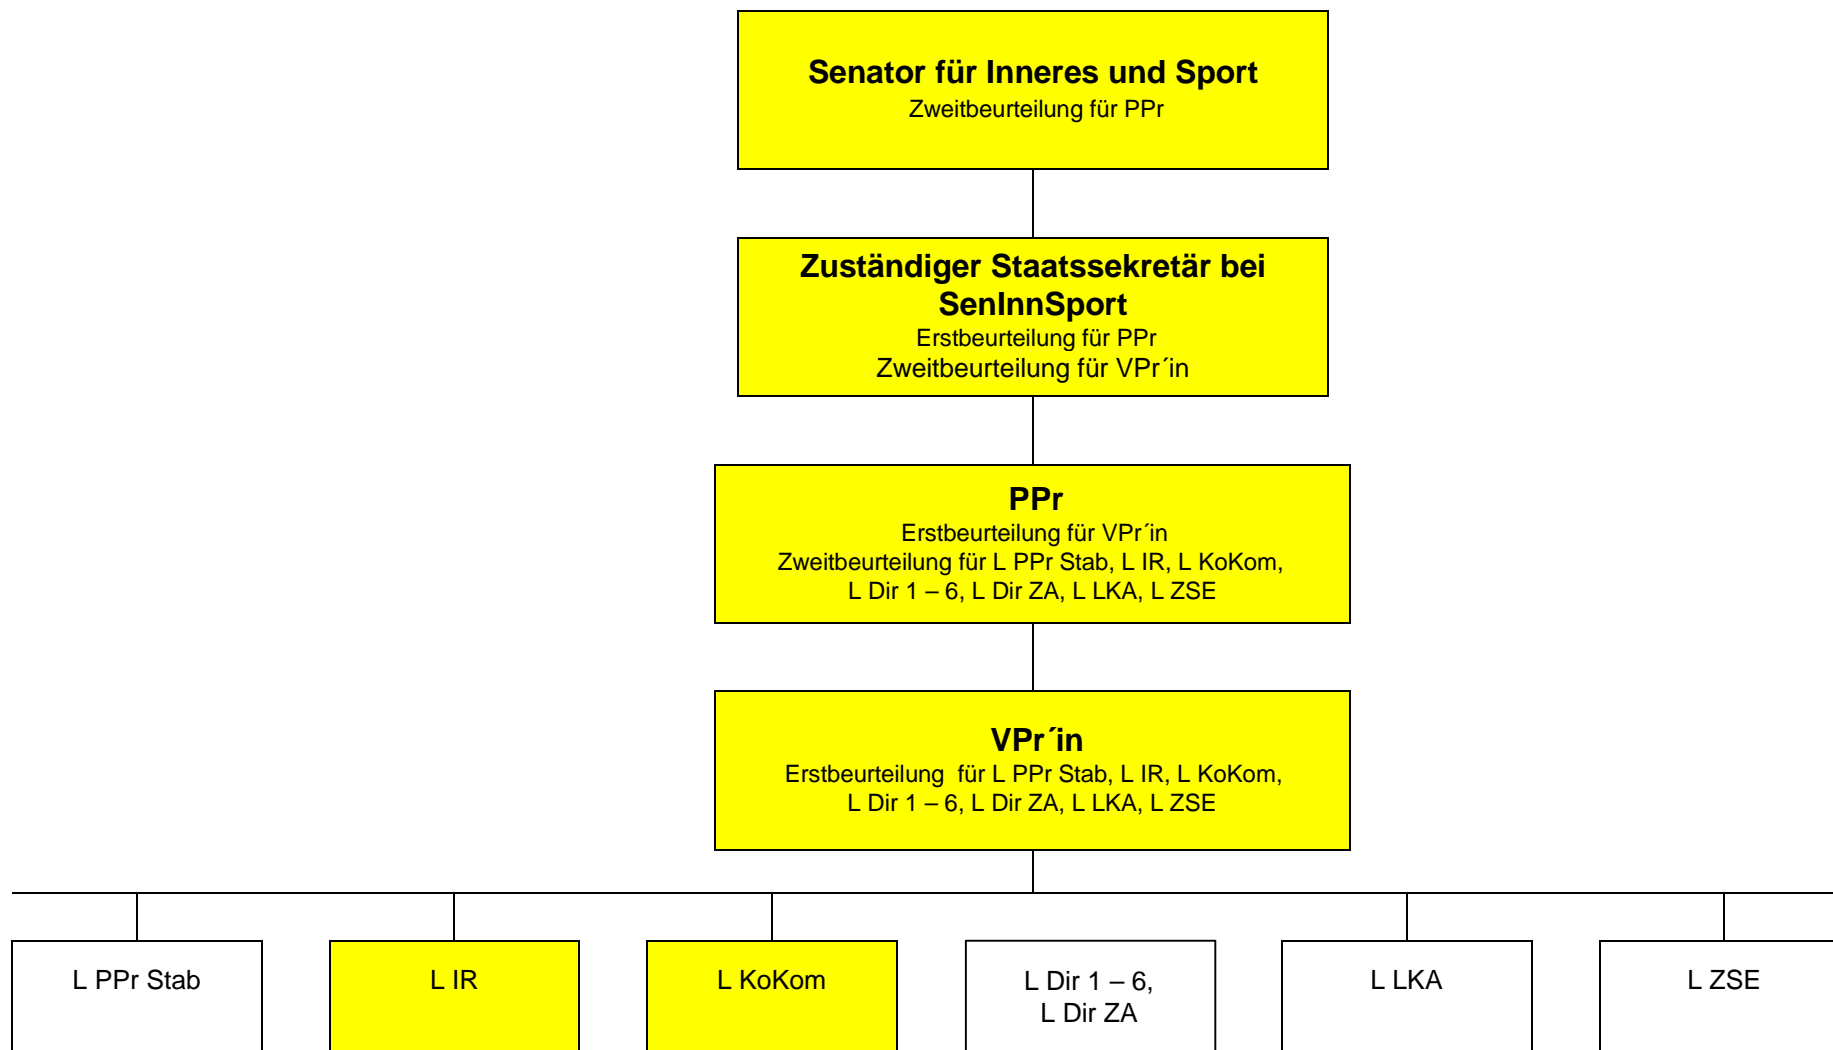 Senator für Inneres und Sport
Zweitbeurteilung für PPr
Zuständiger Staatssekretär bei
SenInnSport
Erstbeurteilung für PPr
Zweitbeurteilung für VPr´in
PPr
Erstbeurteilung für VPr´in
Zweitbeurteilung für L PPr Stab, L IR, L KoKom,
L Dir 1 – 6, L Dir ZA, L LKA, L ZSE
VPr´in
Erstbeurteilung  für L PPr Stab, L IR, L KoKom,
L Dir 1 – 6, L Dir ZA, L LKA, L ZSE
L PPr Stab
L IR
L KoKom
L Dir 1 – 6,
L Dir ZA
L LKA
L ZSE